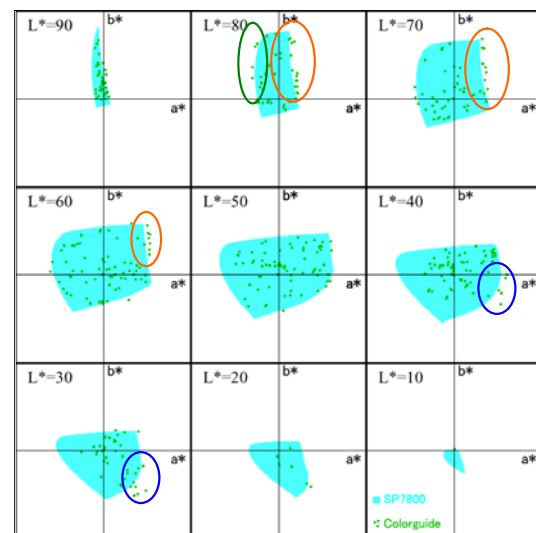 L*=90 b* a*
L*=80 b* a*
L*=70 b* a*
L*=60 b* a*
L*=50 b* a*
L*=40 b* a*
L*=30 b* a*
L*=20 b* a*
L*=10 b* a*
SP7800
Colorguide